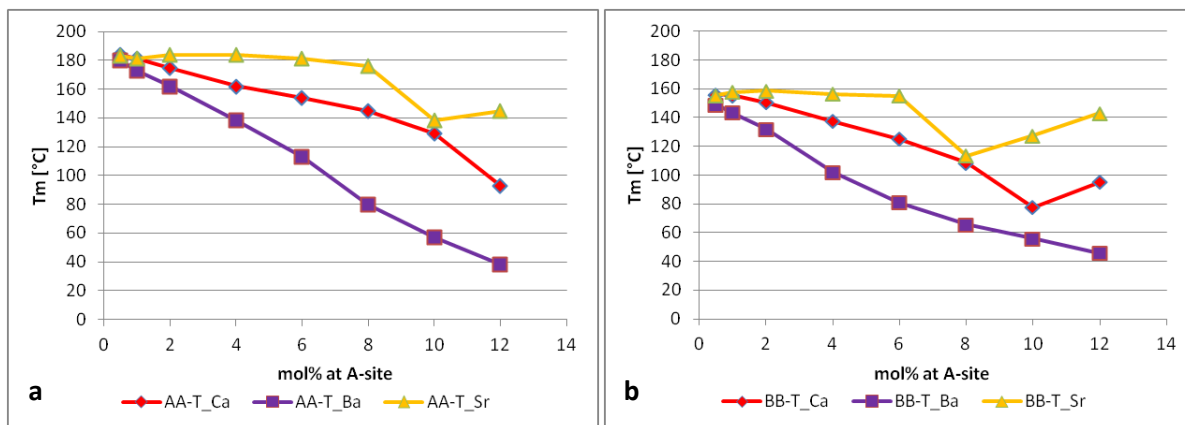 200
180
160
140
120
100
80
60
40
20
0
Tm [°C]
0 2 4 6 8 10 12 14
mol% at A-site
a
AA-T_Ca AA-T_Ba AA-T_Sr
200
180
160
140
120
100
80
60
40
20
0
Tm [°C]
0 2 4 6 8 10 12 14
mol% at A-site
b
BB-T_Ca BB-T_Ba BB-T_Sr